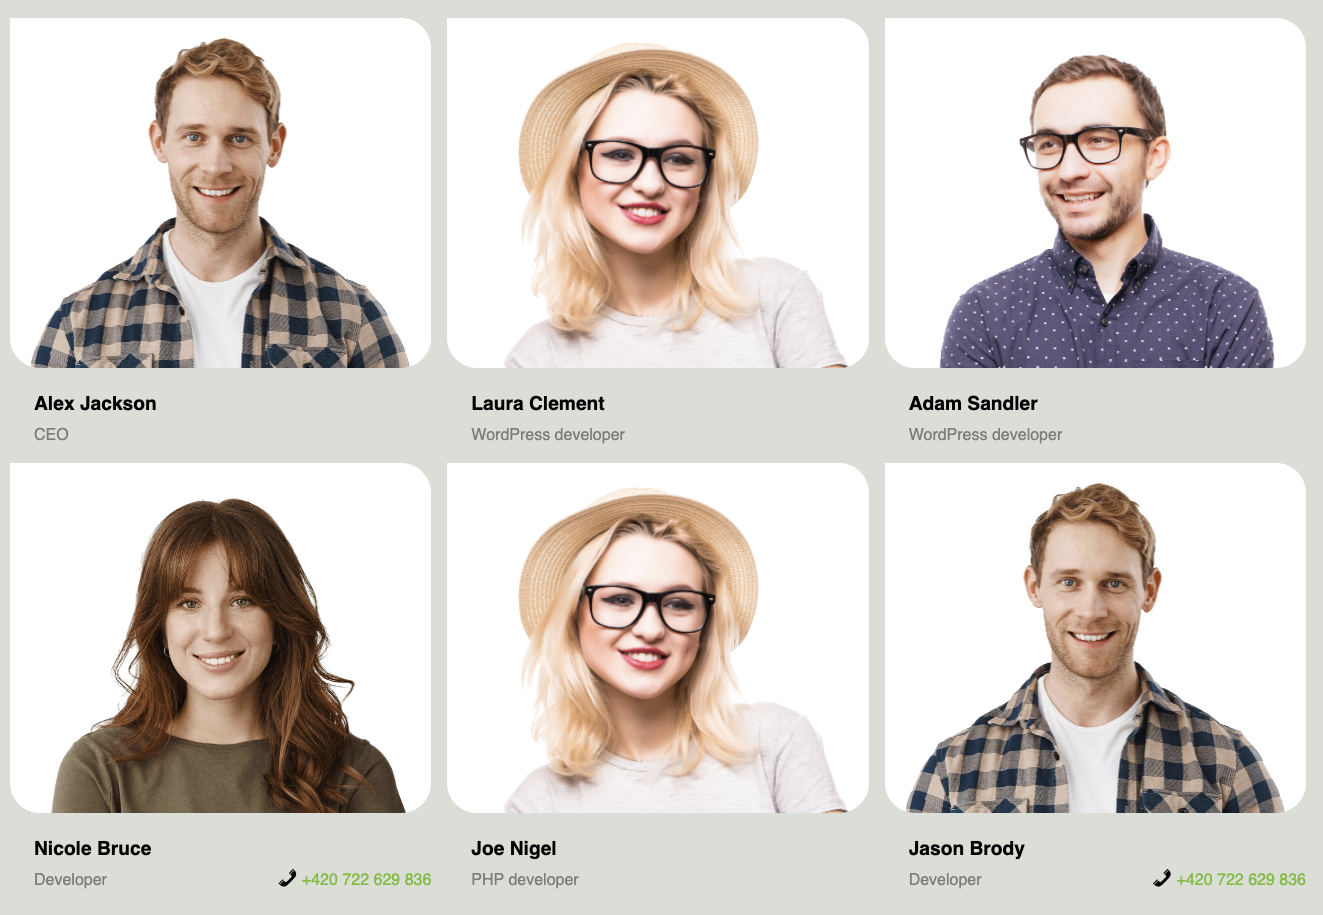 Alex Jackson
CEO
Laura Clement
WordPress developer
Adam Sandler
WordPress developer
Nicole Bruce
Developer
+420 722 629 836
Joe Nigel
PHP developer
Jason Brody
Developer
+420 722 629 836